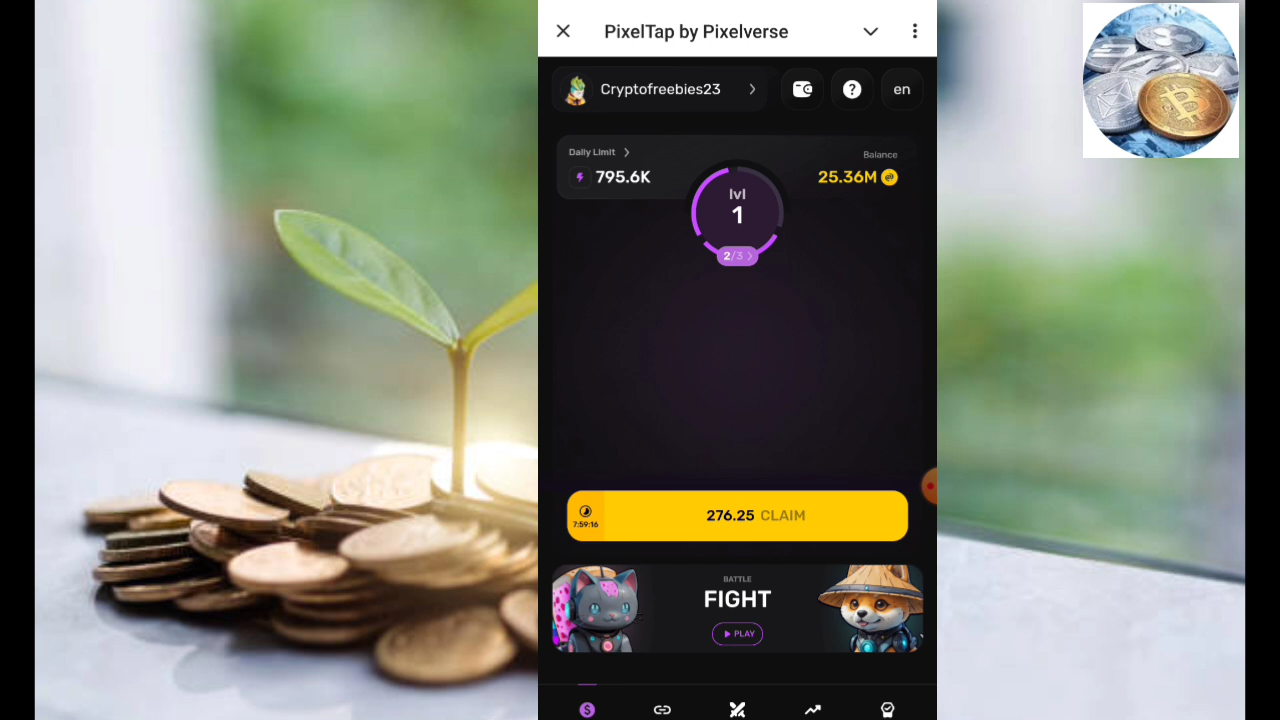 PixelTap by Pixelverse
Cryptofreebies23
en
Daily Limit
Balance
795.6K
25.36M
lvl
1
2/3
7:59:16
276.25 CLAIM
BATTLE
FIGHT
PLAY